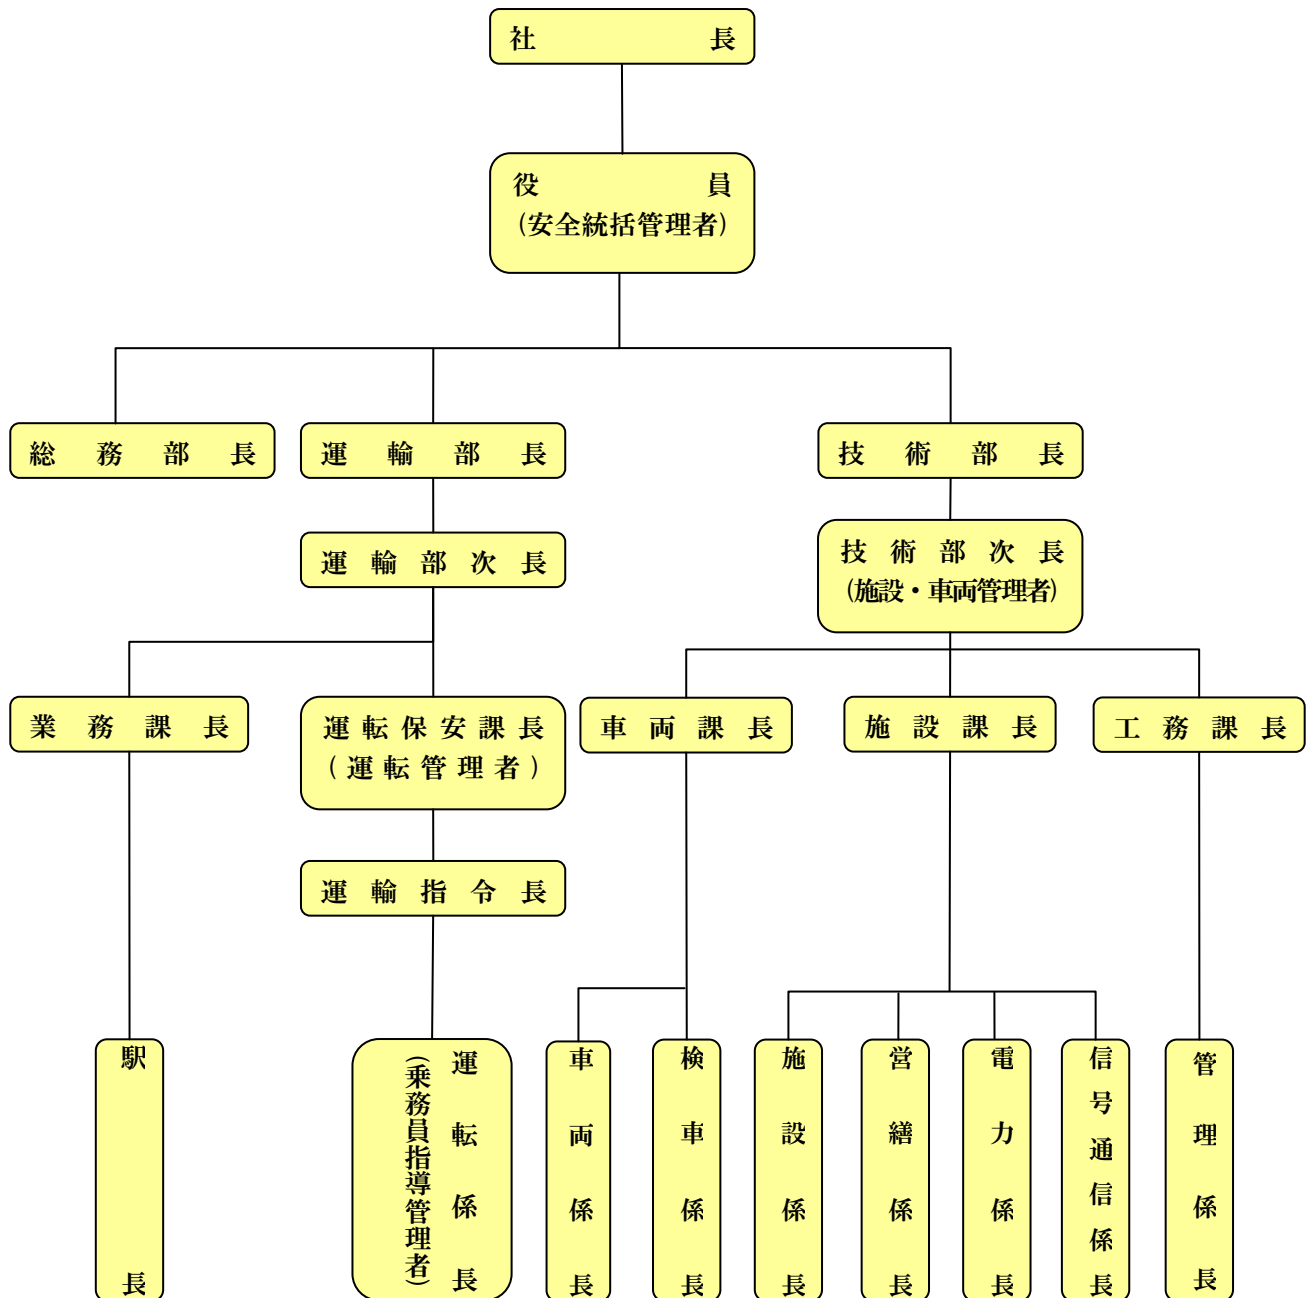 社長
役員
（安全統括管理者）
総務部長
運輸部長
技術部長
運輸部次長
技術部次長
（施設・車両管理者）
業務課長
運転保安課長
（運転管理者）
車両課長
施設課長
工務課長
運輸指令長
駅長
運転係長
（乗務員指導管理者）
車両係長
検車係長
施設係長
営繕係長
電力係長
信号通信係長
管理係長